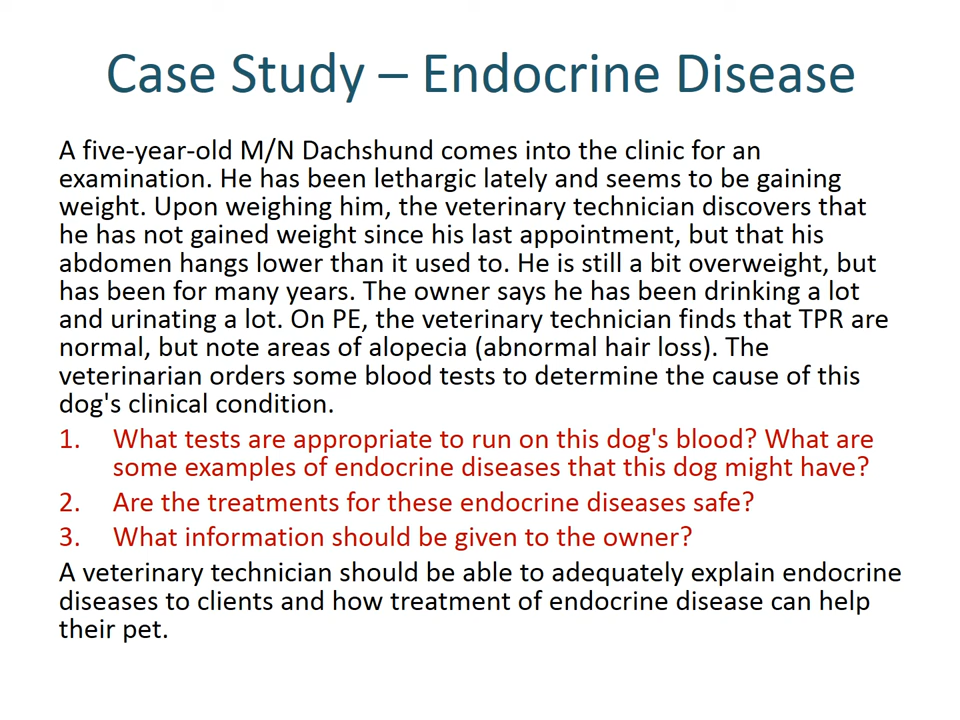 Case Study – Endocrine Disease
A five-year-old M/N Dachshund comes into the clinic for an
examination. He has been lethargic lately and seems to be gaining
weight. Upon weighing him, the veterinary technician discovers that
he has not gained weight since his last appointment, but that his
abdomen hangs lower than it used to. He is still a bit overweight, but
has been for many years. The owner says he has been drinking a lot
and urinating a lot. On PE, the veterinary technician finds that TPR are
normal, but note areas of alopecia (abnormal hair loss). The
veterinarian orders some blood tests to determine the cause of this
dog's clinical condition.
1. What tests are appropriate to run on this dog's blood? What are
some examples of endocrine diseases that this dog might have?
2. Are the treatments for these endocrine diseases safe?
3. What information should be given to the owner?
A veterinary technician should be able to adequately explain endocrine
diseases to clients and how treatment of endocrine disease can help
their pet.